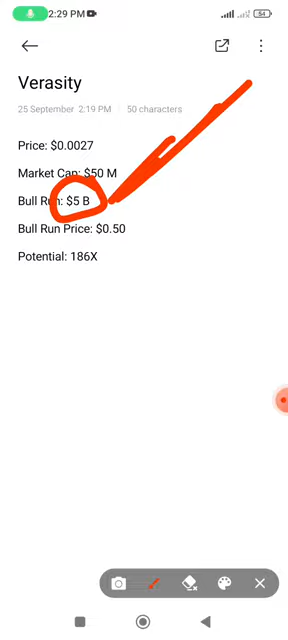 2:29 PM
54
Verasity
25 September 2:19 PM | 50 characters
Price: $0.0027
Market Cap: $50 M
Bull Run: $5 B
Bull Run Price: $0.50
Potential: 186X